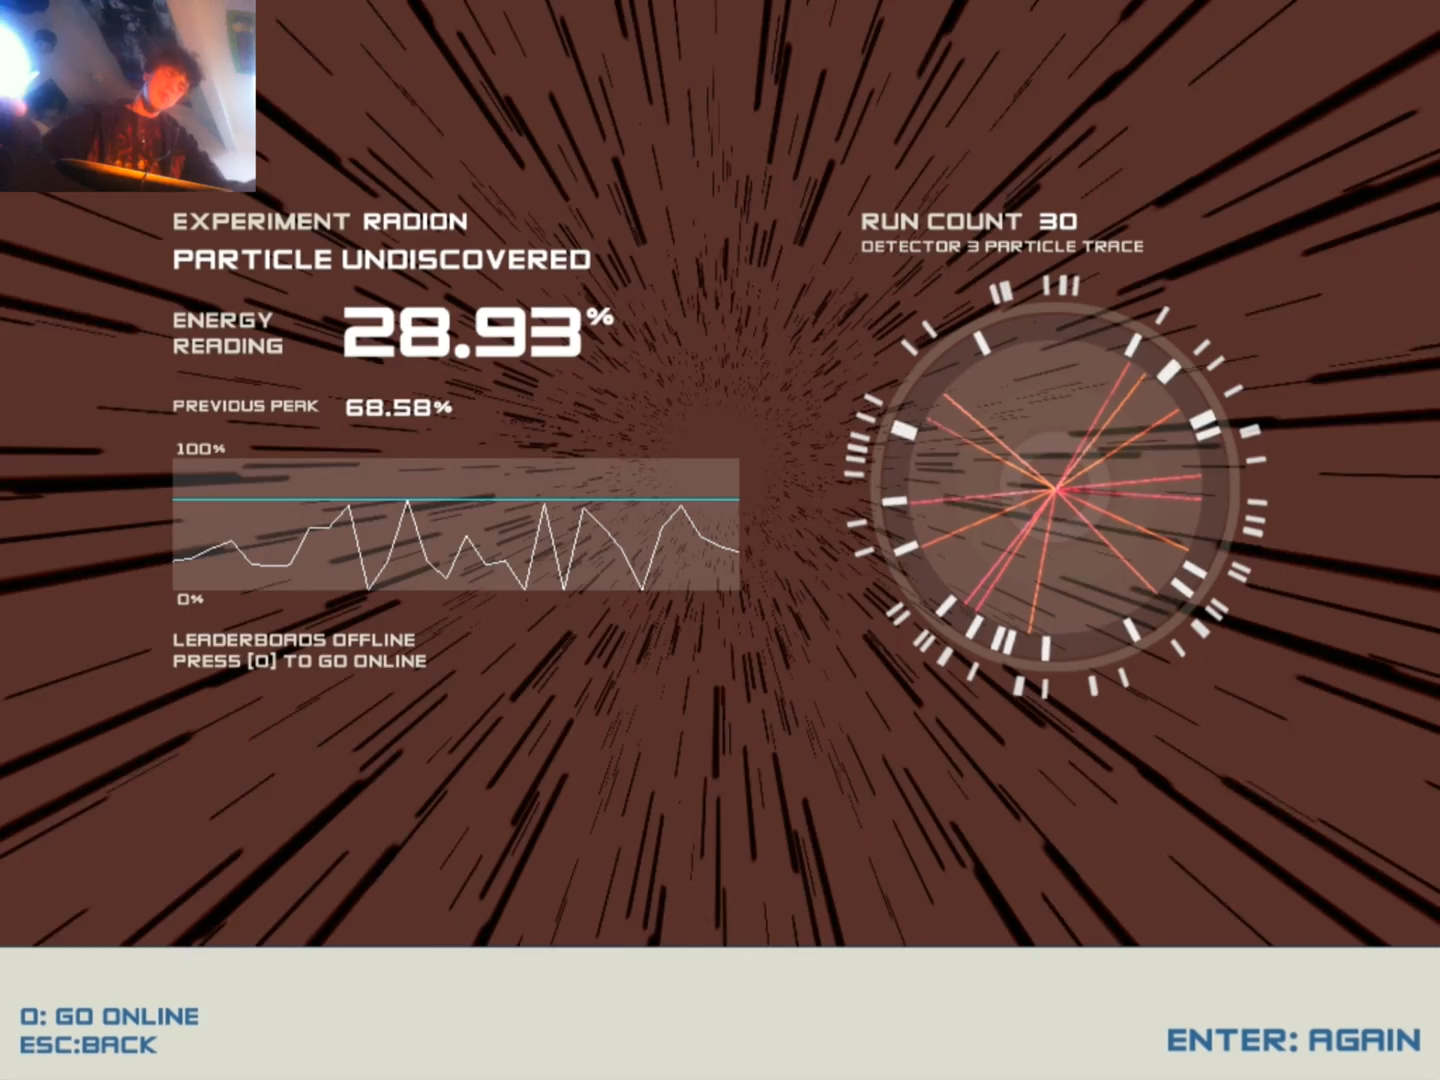 EXPERIMENT RADION
PARTICLE UNDISCOVERED
ENERGY READING 28.93%
PREVIOUS PEAK 68.58%
100%
0%
LEADERBOADS OFFLINE
PRESS [O] TO GO ONLINE
RUN COUNT 30
DETECTOR 3 PARTICLE TRACE
O: GO ONLINE
ESC:BACK
ENTER: AGAIN